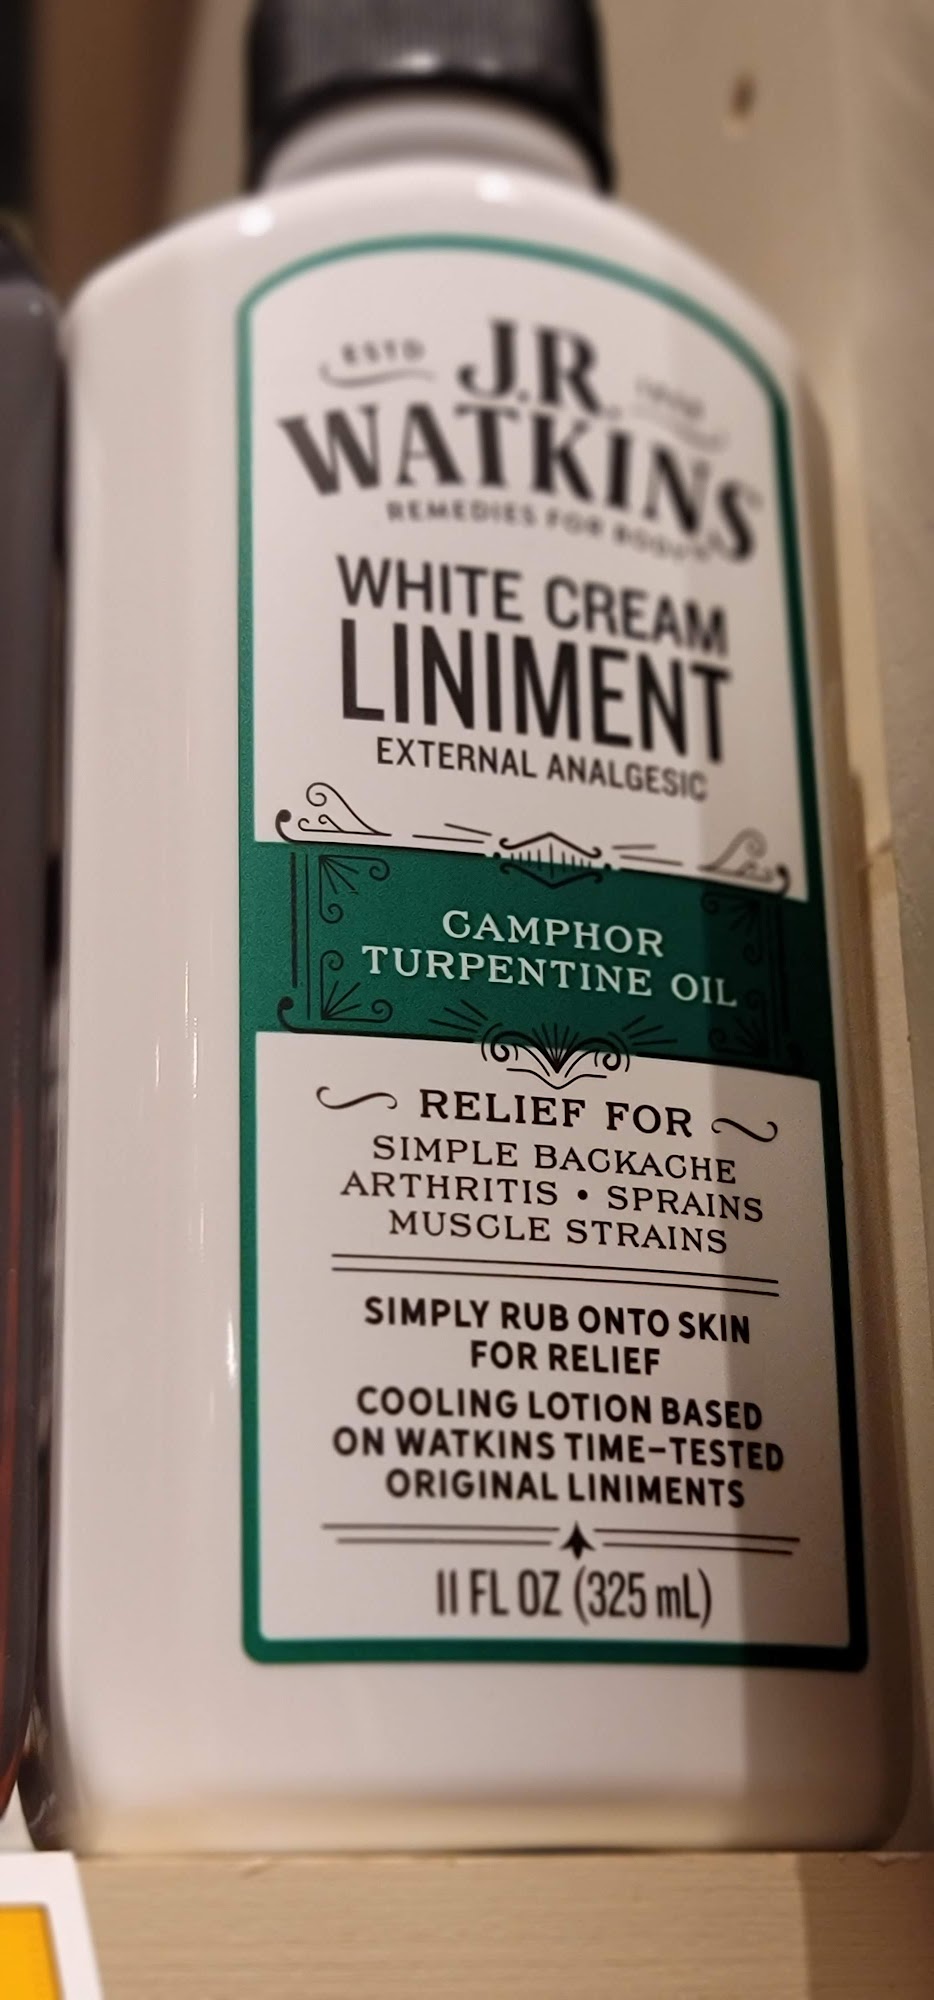 ESTD
J.R.
WATKINS
REMEDIES FOR
WHITE CREAM
LINIMENT
EXTERNAL ANALGESIC
CAMPHOR
TURPENTINE OIL
RELIEF FOR
SIMPLE BACKACHE
ARTHRITIS • SPRAINS
MUSCLE STRAINS
SIMPLY RUB ONTO SKIN
FOR RELIEF
COOLING LOTION BASED
ON WATKINS TIME-TESTED
ORIGINAL LINIMENTS
11 FL OZ (325 mL)